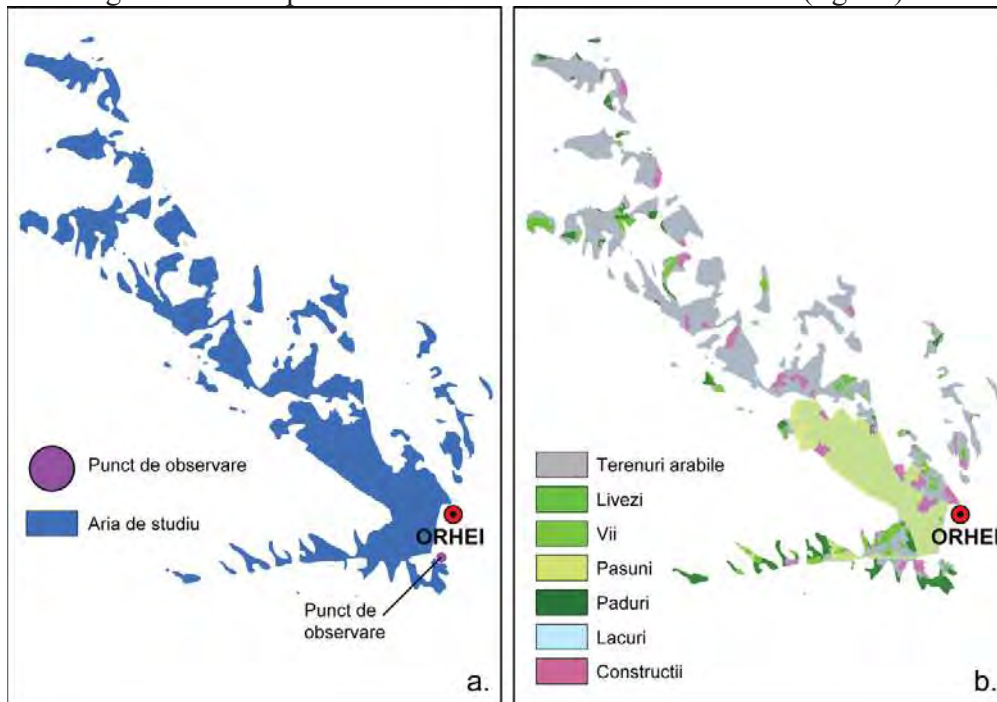 Punct de observare
Aria de studiu
ORHEI
Punct de
observare
a.
Terenuri arabile
Livezi
Vii
Pasuni
Paduri
Lacuri
Constructii
ORHEI
b.